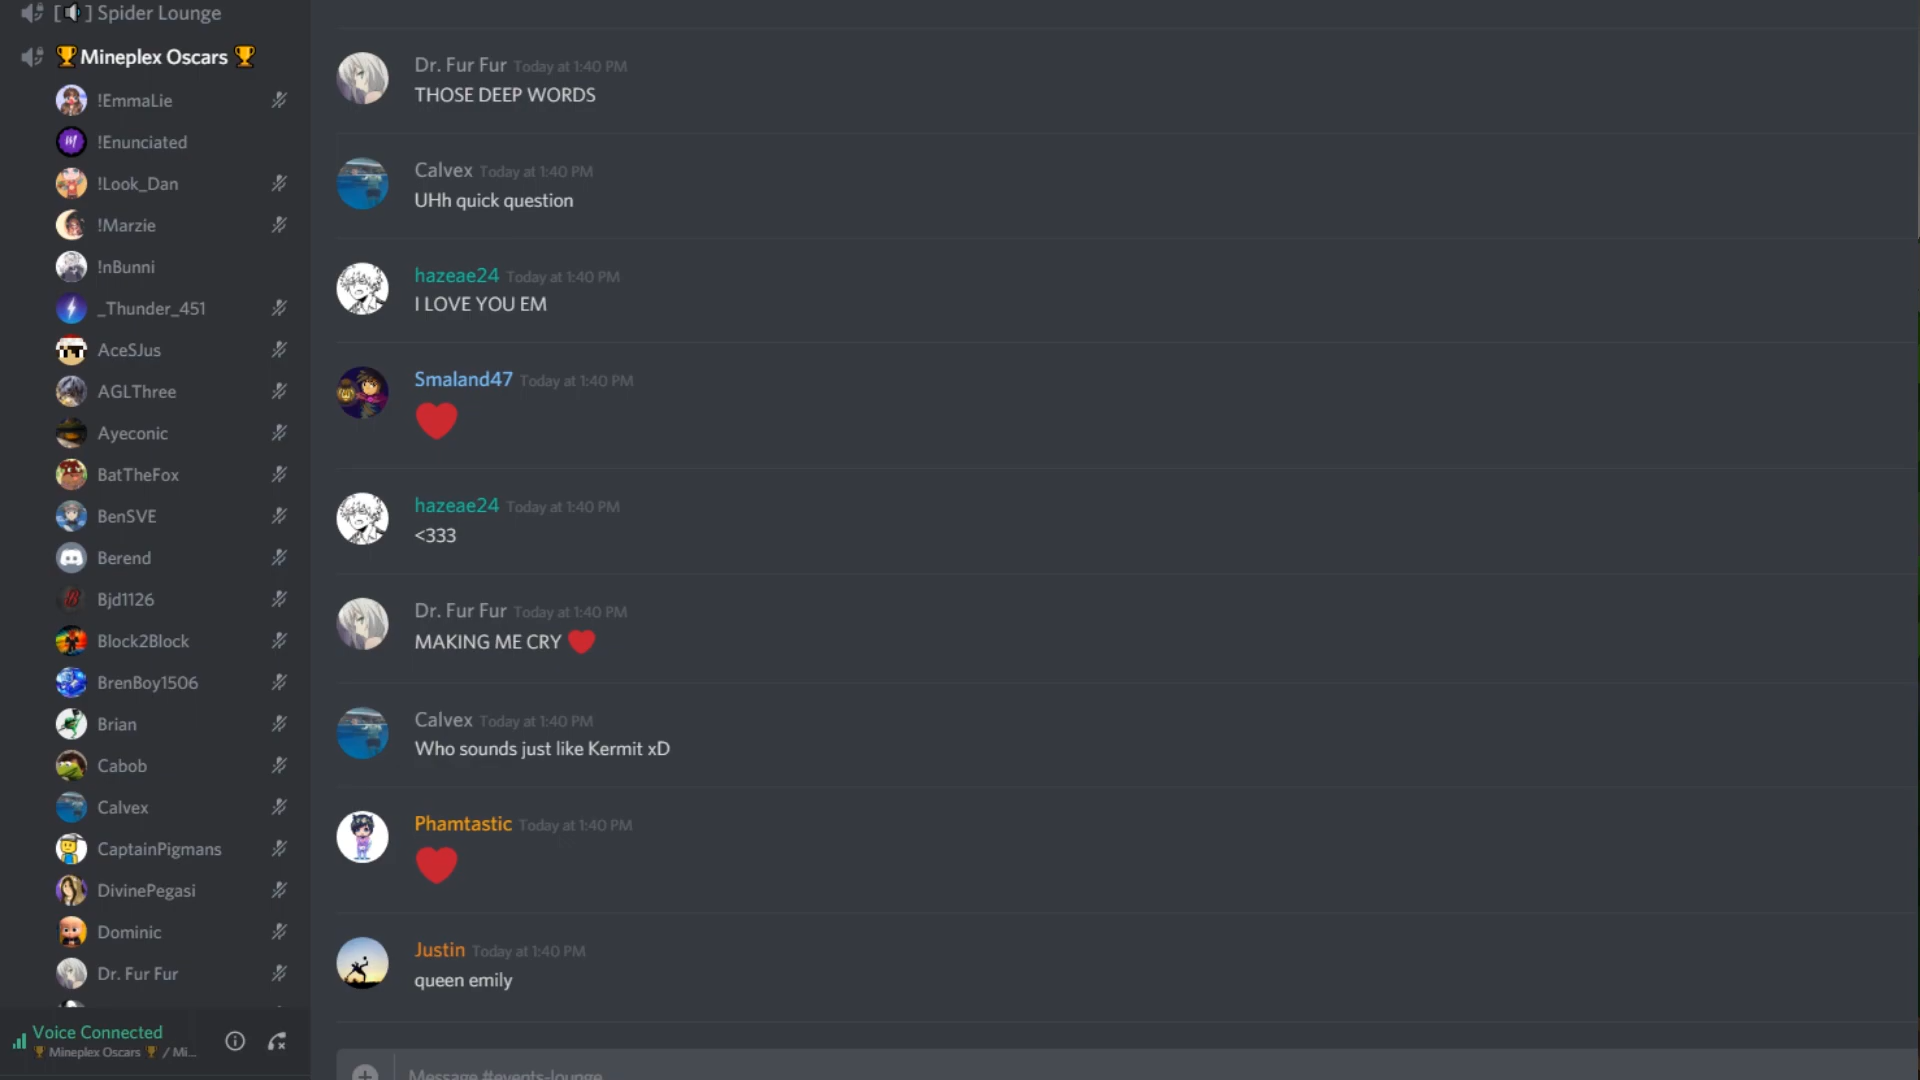 [🔊] Spider Lounge
🏆Mineplex Oscars 🏆
!EmmaLie
!Enunciated
!Look_Dan
!Marzie
!nBunni
_Thunder_451
AceSJus
AGLThree
Ayeconic
BatTheFox
BenSVE
Berend
Bjd1126
Block2Block
BrenBoy1506
Brian
Cabob
Calvex
CaptainPigmans
DivinePegasi
Dominic
Dr. Fur Fur
Voice Connected
🏆 Mineplex Oscars 🏆 / Mi...
Dr. Fur Fur Today at 1:40 PM
THOSE DEEP WORDS
Calvex Today at 1:40 PM
UHh quick question
hazeae24 Today at 1:40 PM
I LOVE YOU EM
Smaland47 Today at 1:40 PM
❤
hazeae24 Today at 1:40 PM
<333
Dr. Fur Fur Today at 1:40 PM
MAKING ME CRY ❤
Calvex Today at 1:40 PM
Who sounds just like Kermit xD
Phamtastic Today at 1:40 PM
❤
Justin Today at 1:40 PM
queen emily
Message #events-lounge